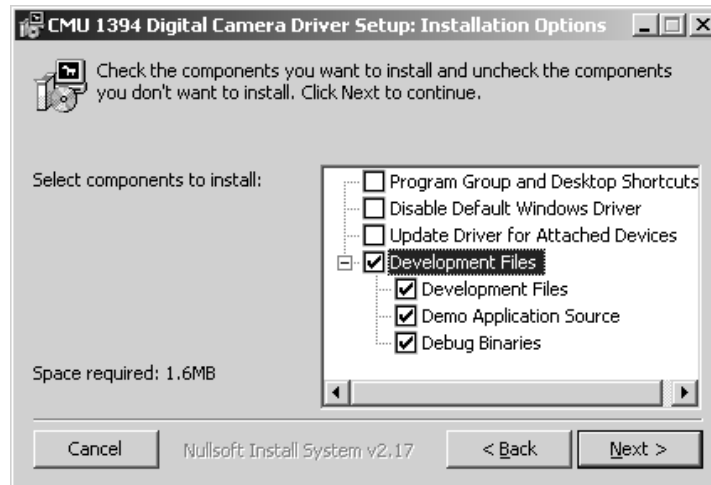 CMU 1394 Digital Camera Driver Setup: Installation Options
Check the components you want to install and uncheck the components
you don't want to install. Click Next to continue.
Select components to install:
Program Group and Desktop Shortcuts
Disable Default Windows Driver
Update Driver for Attached Devices
Development Files
Development Files
Demo Application Source
Debug Binaries
Space required: 1.6MB
Cancel
Nullsoft Install System v2.17
< Back
Next >